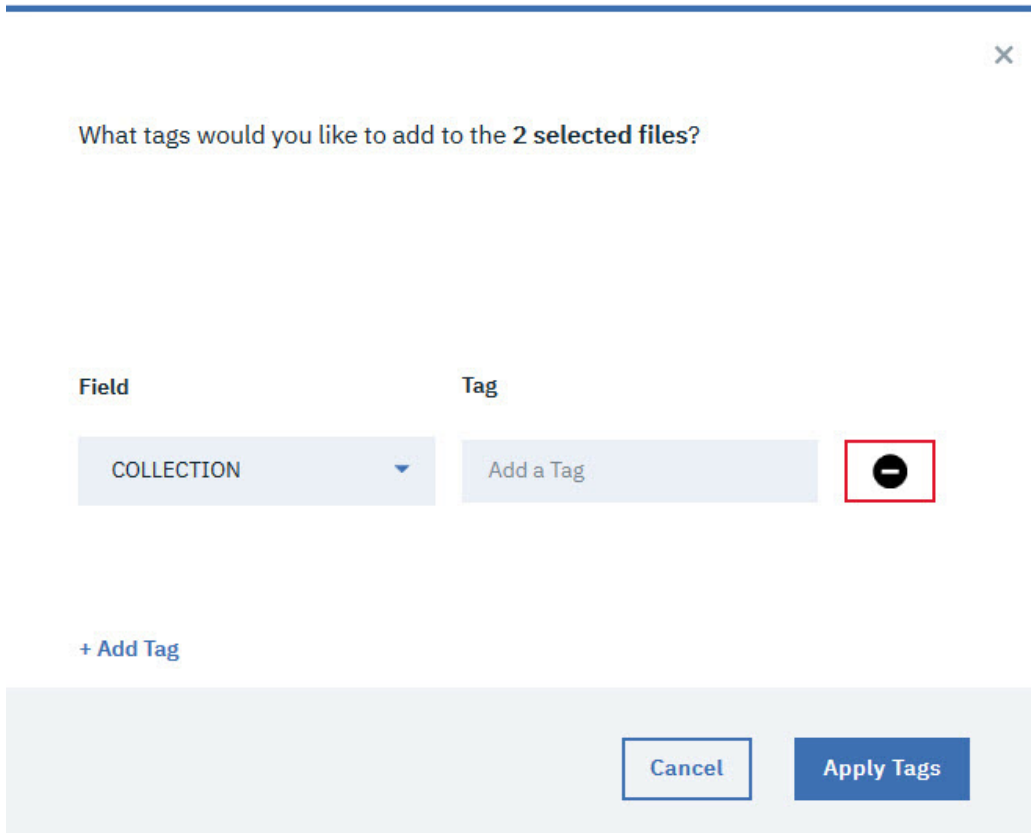 What tags would you like to add to the 2 selected files?
Field
Tag
COLLECTION
Add a Tag
+ Add Tag
Cancel
Apply Tags